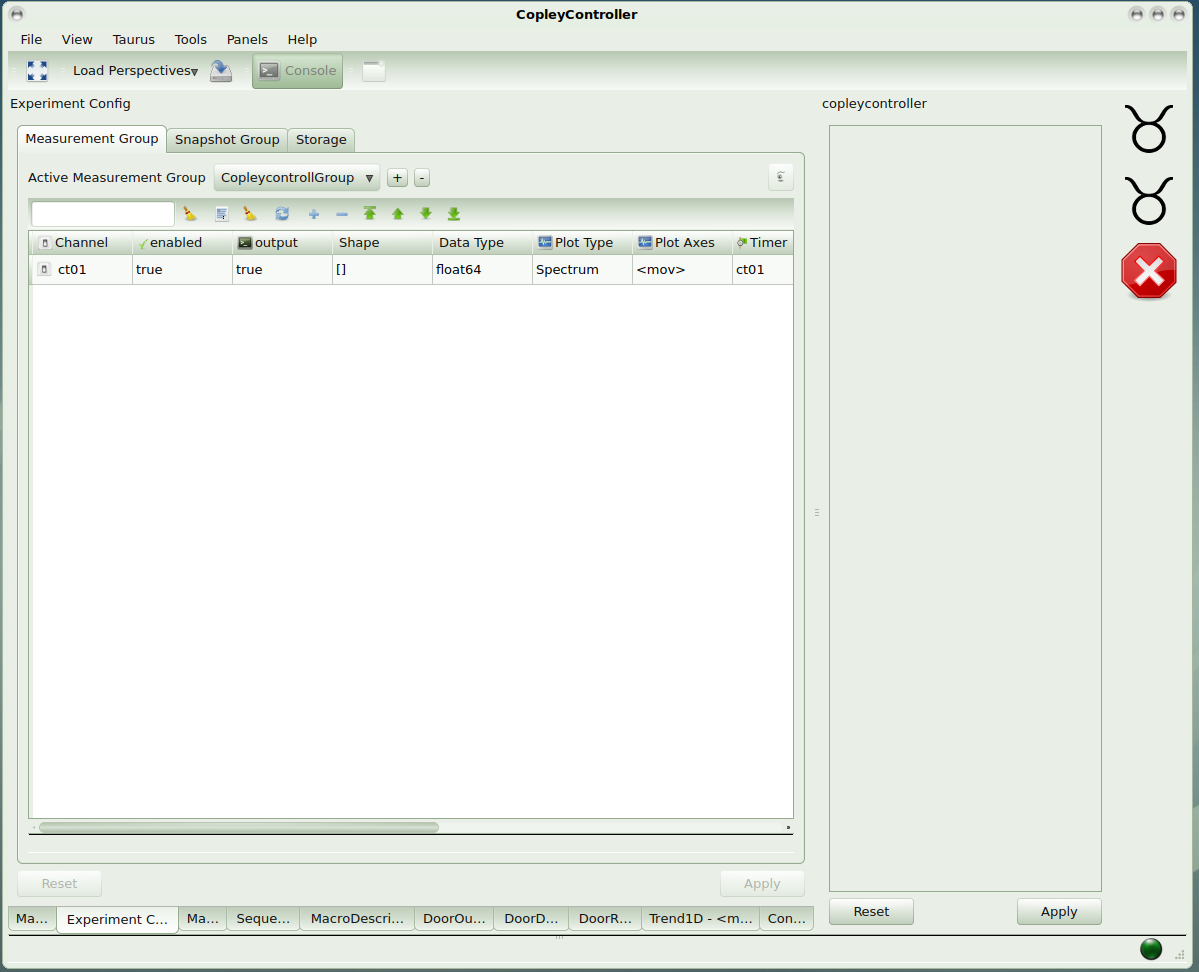 CopleyController
File View Taurus Tools Panels Help
Load Perspectives Console
Experiment Config
copleycontroller
Measurement Group Snapshot Group Storage
Active Measurement Group CopleycontrollGroup + -
Channel enabled output Shape Data Type Plot Type Plot Axes Timer
ct01 true true [] float64 Spectrum <mov> ct01
Reset Apply
Reset Apply
Ma... Experiment C... Ma... Seque... MacroDescri... DoorOu... DoorD... DoorR... Trend1D - <m... Con...